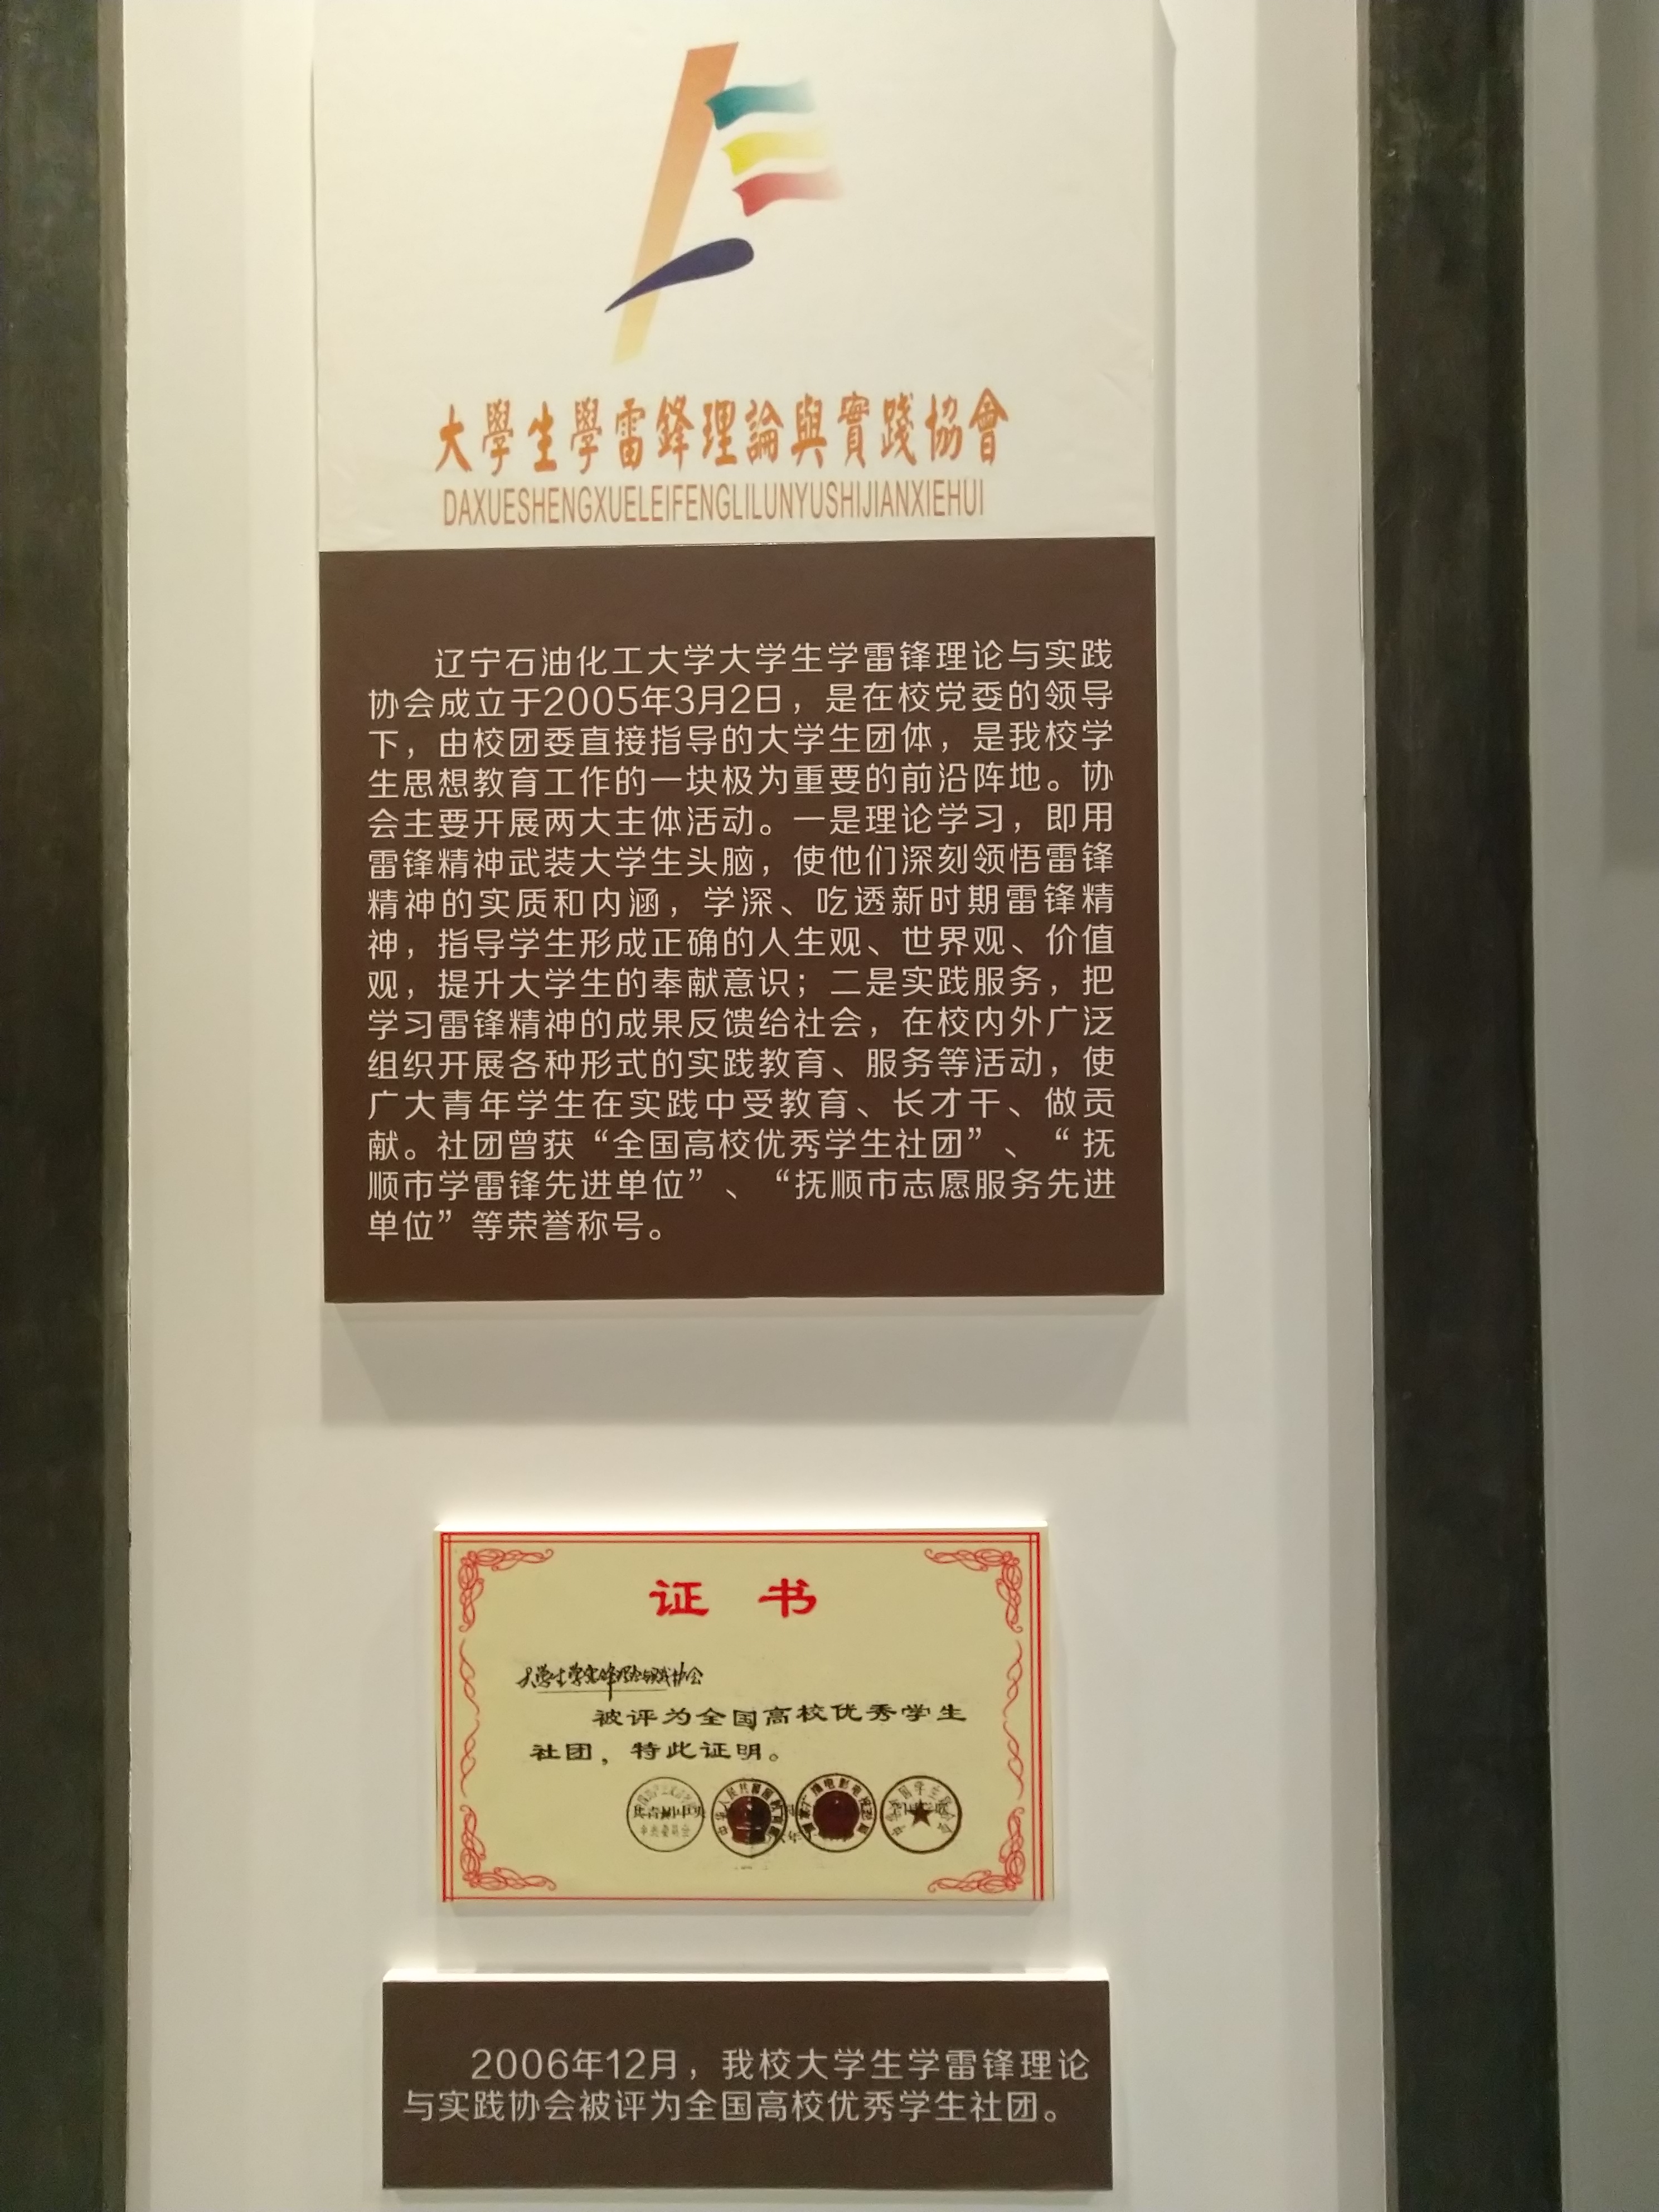 大學生學雷鋒理論與實踐協會
DAXUESHENGXUELEIFENGLILUNYUSHIJIANXIEHUI
辽宁石油化工大学大学生学雷锋理论与实践
协会成立于2005年3月2日，是在校党委的领导
下，由校团委直接指导的大学生团体，是我校学
生思想教育工作的一块极为重要的前沿阵地。协
会主要开展两大主体活动。一是理论学习，即用
雷锋精神武装大学生头脑，使他们深刻领悟雷锋
精神的实质和内涵，学深、吃透新时期雷锋精
神，指导学生形成正确的人生观、世界观、价值
观，提升大学生的奉献意识；二是实践服务，把
学习雷锋精神的成果反馈给社会，在校内外广泛
组织开展各种形式的实践教育、服务等活动，使
广大青年学生在实践中受教育、长才干、做贡
献。社团曾获“全国高校优秀学生社团”、“抚
顺市学雷锋先进单位”、“抚顺市志愿服务先进
单位”等荣誉称号。
证 书
大学生学雷锋理论与实践协会
被评为全国高校优秀学生
社团，特此证明。
2006年12月，我校大学生学雷锋理论
与实践协会被评为全国高校优秀学生社团。